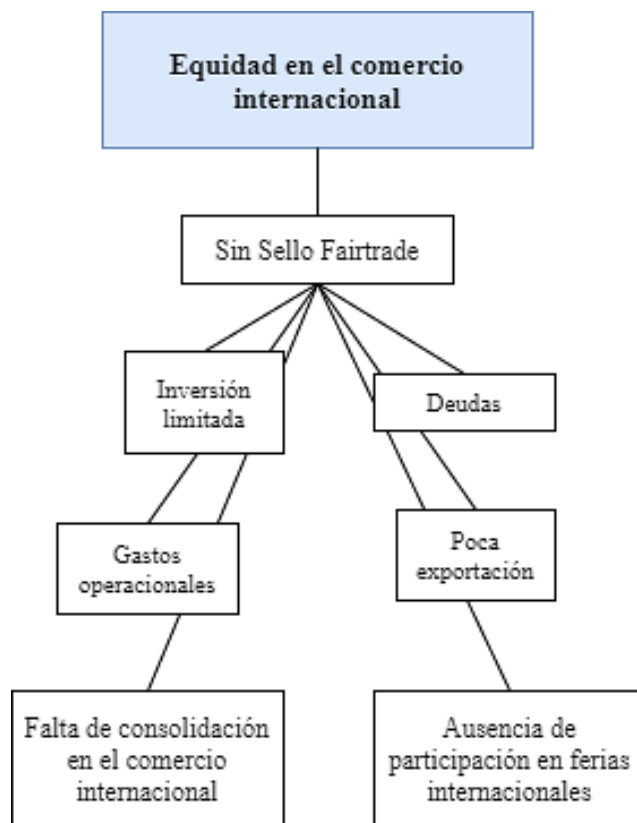 Equidad en el comercio
internacional
Sin Sello Fairtrade
Inversión
limitada
Deudas
Gastos
operacionales
Poca
exportación
Falta de consolidación
en el comercio
internacional
Ausencia de
participación en ferias
internacionales